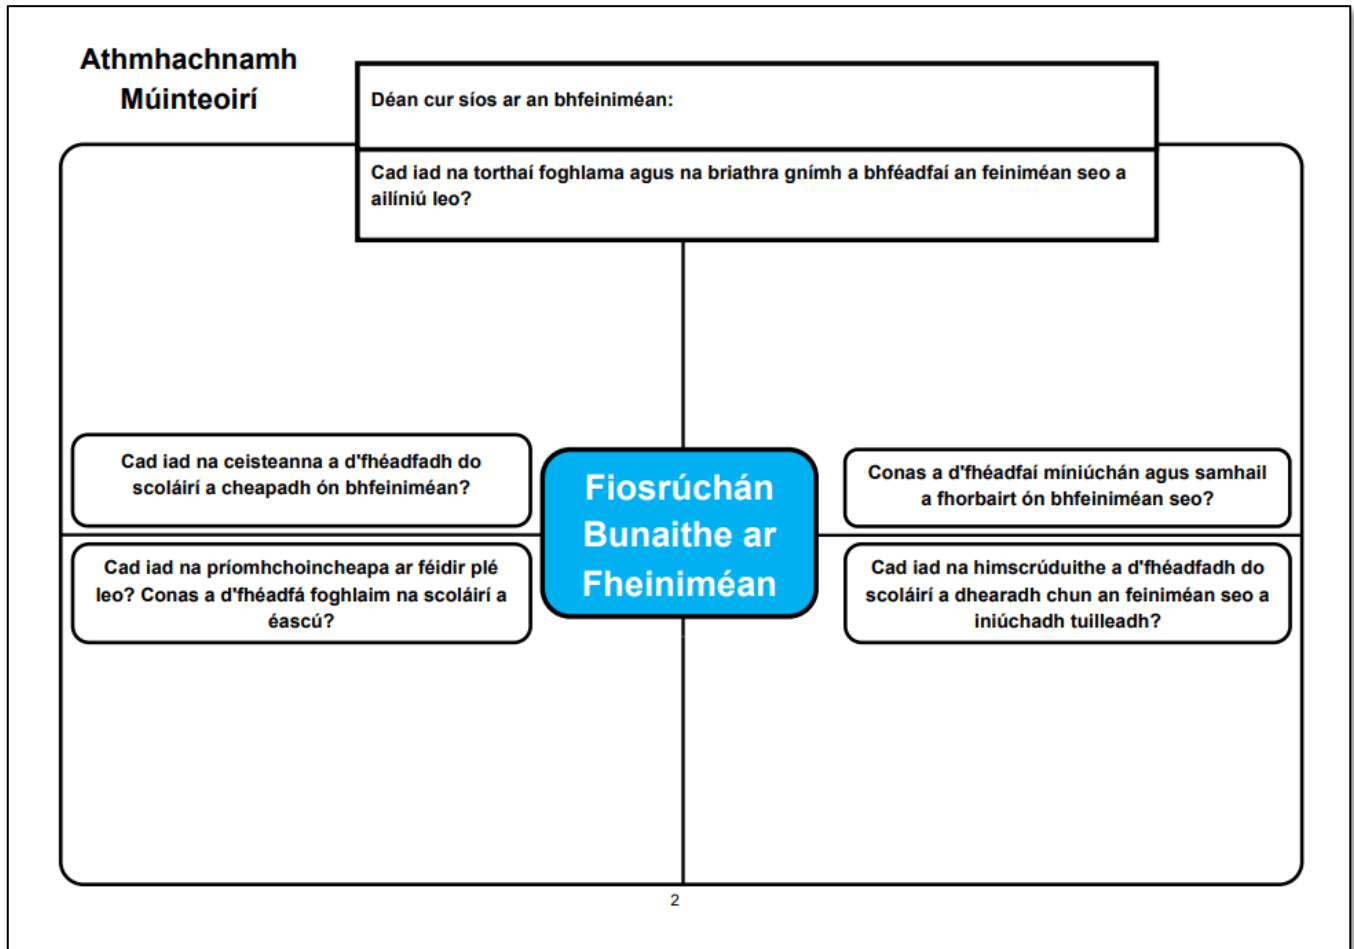 Athmhachnamh
Múinteoirí
Déan cur síos ar an bhfeiniméan:
Cad iad na torthaí foghlama agus na briathra gnímh a bhféadfaí an feiniméan seo a
ailíniú leo?
Cad iad na ceisteanna a d'fhéadfadh do
scoláirí a cheapadh ón bhfeiniméan?
Conas a d'fhéadfaí míniúchán agus samhail
a fhorbairt ón bhfeiniméan seo?
Fiosrúchán
Bunaithe ar
Fheiniméan
Cad iad na príomhchoincheapa ar féidir plé
leo? Conas a d'fhéadfá foghlaim na scoláirí a
éascú?
Cad iad na himscrúduithe a d'fhéadfadh do
scoláirí a dhearadh chun an feiniméan seo a
iniúchadh tuilleadh?
2